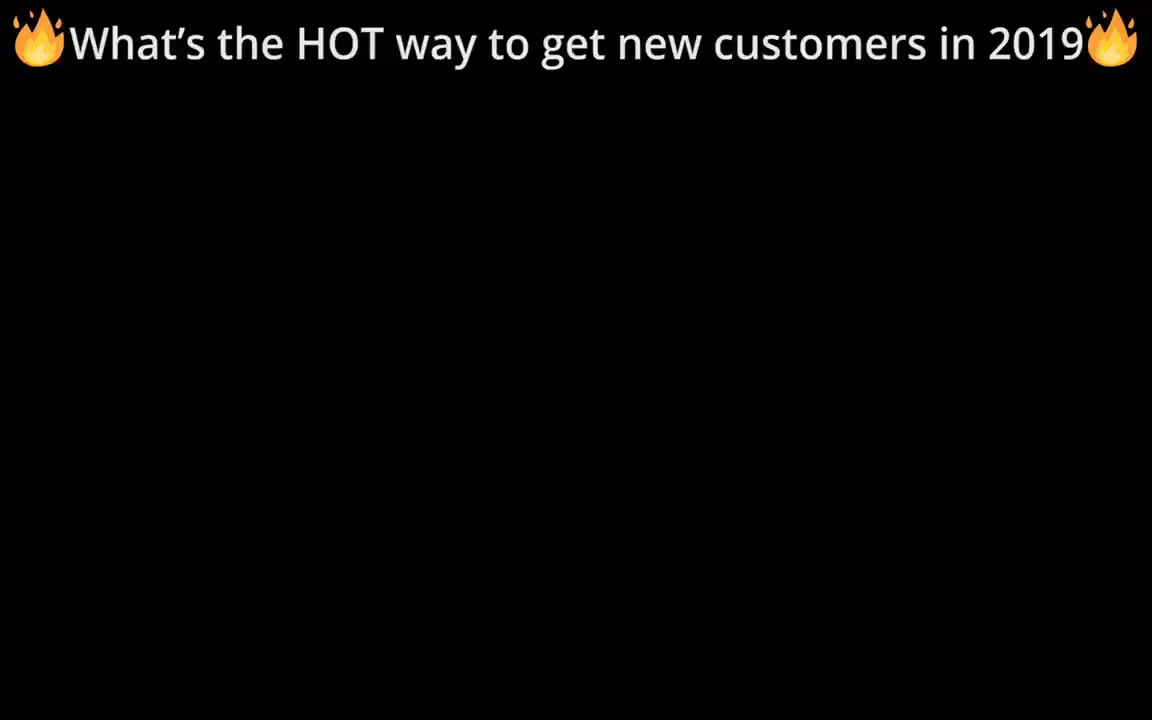 🔥What’s the HOT way to get new customers in 2019🔥